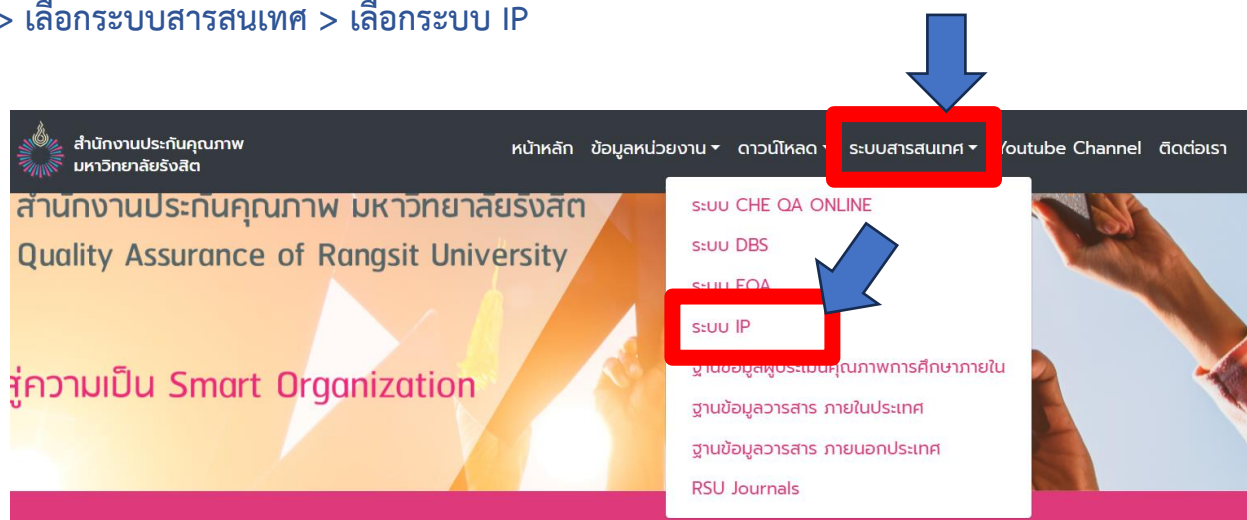 > เลือกระบบสารสนเทศ > เลือกระบบ IP
สำนักงานประกันคุณภาพ
มหาวิทยาลัยรังสิต
หน้าหลัก ข้อมูลหน่วยงาน ดาวน์โหลด ระบบสารสนเทศ Youtube Channel ติดต่อเรา
สำนักงานประกันคุณภาพ มหาวิทยาลัยรังสิต
Quality Assurance of Rangsit University
สู่ความเป็น Smart Organization
ระบบ CHE QA ONLINE
ระบบ DBS
ระบบ EQA
ระบบ IP
ฐานข้อมูลผู้ประเมินคุณภาพการศึกษาภายใน
ฐานข้อมูลวารสาร ภายในประเทศ
ฐานข้อมูลวารสาร ภายนอกประเทศ
RSU Journals